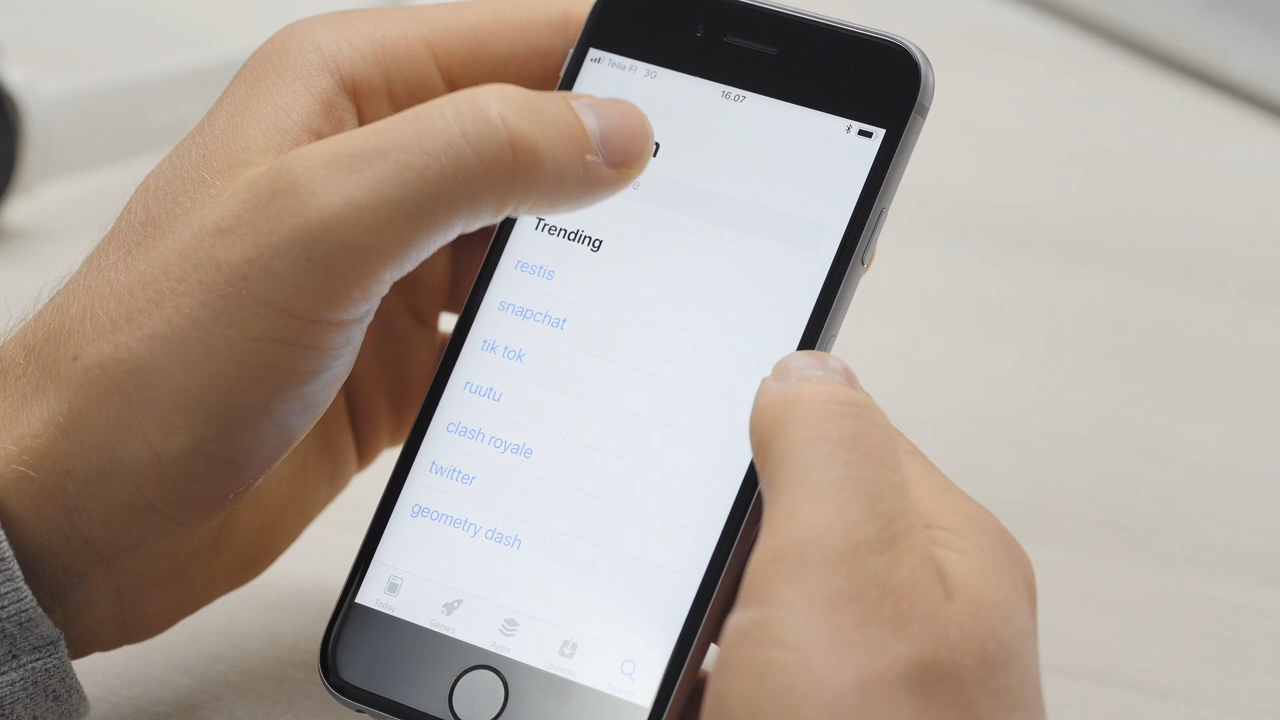 Telia FI 3G
16.07
n
e
Trending
restis
snapchat
tik tok
ruutu
clash royale
twitter
geometry dash
Today Games Apps Updates Search